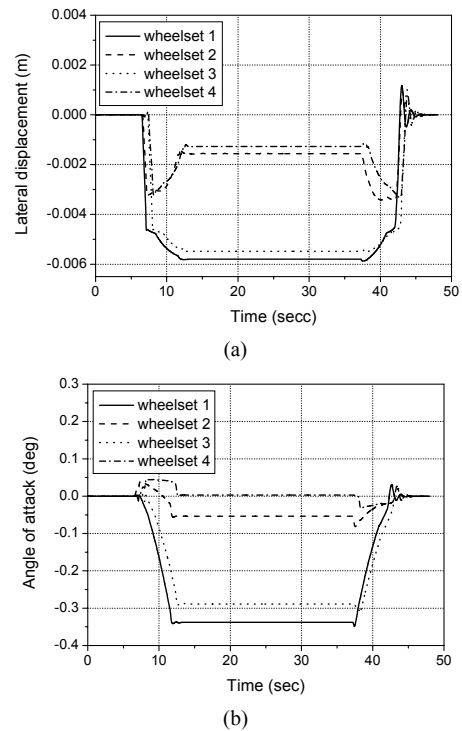 0.004
0.002
0.000
-0.002
-0.004
-0.006
Lateral displacement (m)
wheelset 1
wheelset 2
wheelset 3
wheelset 4
0 10 20 30 40 50
Time (secc)
(a)
0.3
0.2
0.1
0.0
-0.1
-0.2
-0.3
-0.4
Angle of attack (deg)
wheelset 1
wheelset 2
wheelset 3
wheelset 4
0 10 20 30 40 50
Time (sec)
(b)